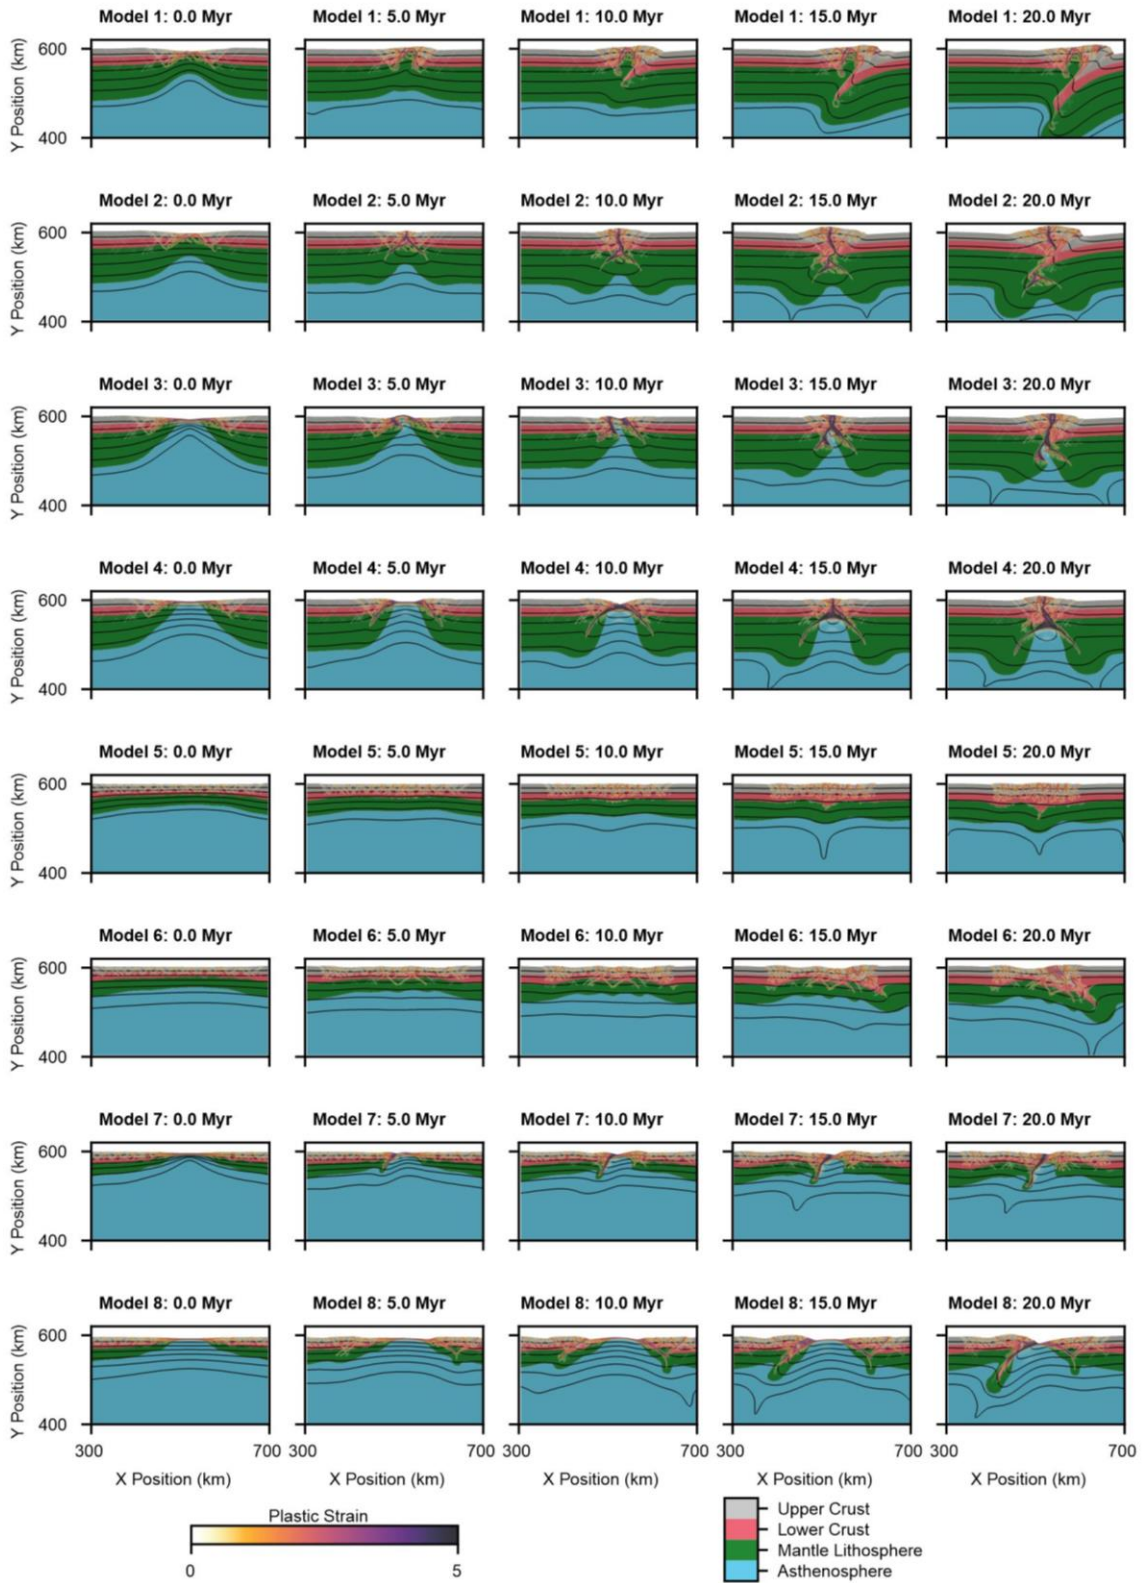 Model 1: 0.0 Myr Model 1: 5.0 Myr Model 1: 10.0 Myr Model 1: 15.0 Myr Model 1: 20.0 Myr
600
Y Position (km)
400
Model 2: 0.0 Myr Model 2: 5.0 Myr Model 2: 10.0 Myr Model 2: 15.0 Myr Model 2: 20.0 Myr
600
Y Position (km)
400
Model 3: 0.0 Myr Model 3: 5.0 Myr Model 3: 10.0 Myr Model 3: 15.0 Myr Model 3: 20.0 Myr
600
Y Position (km)
400
Model 4: 0.0 Myr Model 4: 5.0 Myr Model 4: 10.0 Myr Model 4: 15.0 Myr Model 4: 20.0 Myr
600
Y Position (km)
400
Model 5: 0.0 Myr Model 5: 5.0 Myr Model 5: 10.0 Myr Model 5: 15.0 Myr Model 5: 20.0 Myr
600
Y Position (km)
400
Model 6: 0.0 Myr Model 6: 5.0 Myr Model 6: 10.0 Myr Model 6: 15.0 Myr Model 6: 20.0 Myr
600
Y Position (km)
400
Model 7: 0.0 Myr Model 7: 5.0 Myr Model 7: 10.0 Myr Model 7: 15.0 Myr Model 7: 20.0 Myr
600
Y Position (km)
400
Model 8: 0.0 Myr Model 8: 5.0 Myr Model 8: 10.0 Myr Model 8: 15.0 Myr Model 8: 20.0 Myr
600
Y Position (km)
400
300 700 300 700 300 700 300 700 300 700
X Position (km) X Position (km) X Position (km) X Position (km) X Position (km)
Plastic Strain
0 5
Upper Crust
Lower Crust
Mantle Lithosphere
Asthenosphere